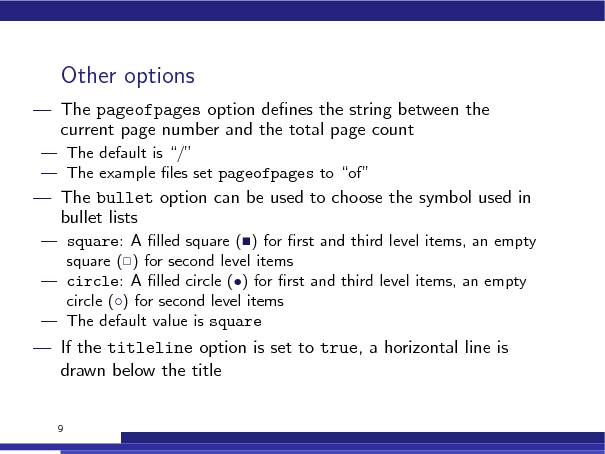 Other options
— The pageofpages option defines the string between the
current page number and the total page count
— The default is “/”
— The example files set pageofpages to “of”
— The bullet option can be used to choose the symbol used in
bullet lists
— square: A filled square (■) for first and third level items, an empty
square (□) for second level items
— circle: A filled circle (•) for first and third level items, an empty
circle (◦) for second level items
— The default value is square
— If the titleline option is set to true, a horizontal line is
drawn below the title
9